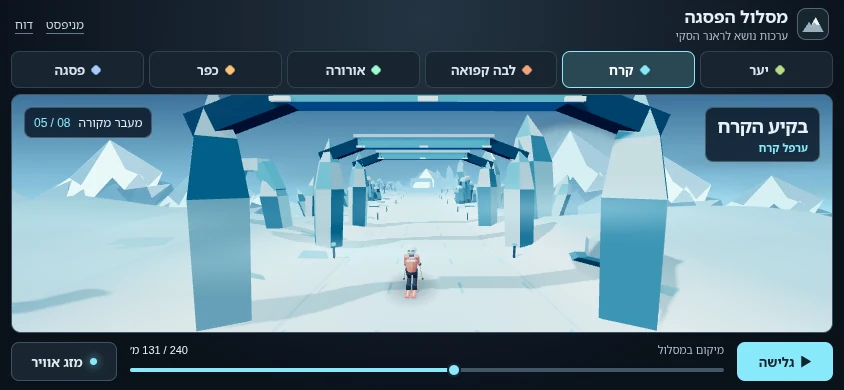 מסלול הפסגה
ערכות נושא לראנר הסקי
מניפסט
דוח
יער
קרח
לבה קפואה
אורורה
כפר
פסגה
בקיע הקרח
ערפל קרח
מעבר מקורה 05 / 08
גלישה
מיקום במסלול
131 / 240 מ׳
מזג אוויר